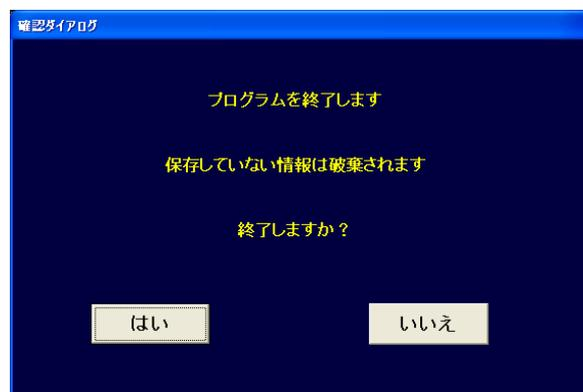 確認ダイアログ
プログラムを終了します
保存していない情報は破棄されます
終了しますか？
はい
いいえ